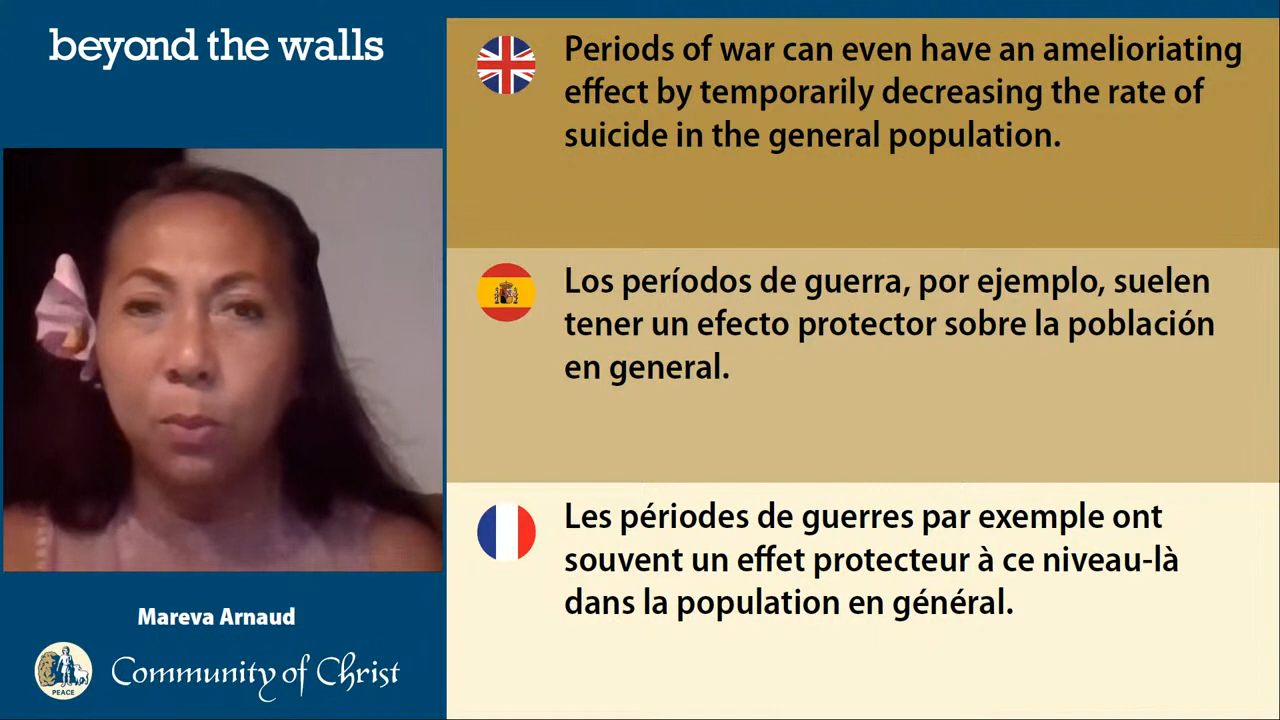 beyond the walls
Periods of war can even have an ameliorating
effect by temporarily decreasing the rate of
suicide in the general population.
Los períodos de guerra, por ejemplo, suelen
tener un efecto protector sobre la población
en general.
Les périodes de guerres par exemple ont
souvent un effet protecteur à ce niveau-là
dans la population en général.
Mareva Arnaud
PEACE
Community of Christ